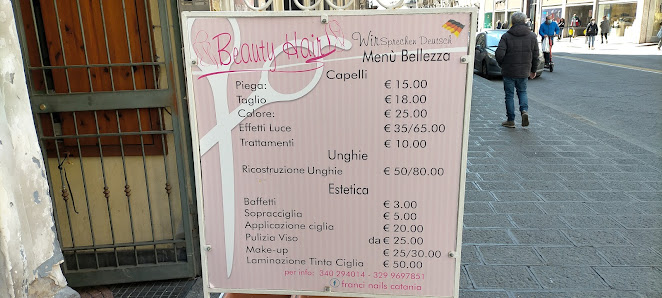 Beauty Hair
Wir Sprechen Deutsch
Menù Bellezza
Capelli
Piega: € 15.00
Taglio € 18.00
Colore: € 25.00
Effetti Luce € 35/65.00
Trattamenti € 10.00
Unghie
Ricostruzione Unghie € 50/80.00
Estetica
Baffetti € 3.00
Sopracciglia € 5.00
Applicazione ciglia € 20.00
Pulizia Viso da € 25.00
Make-up € 25/30.00
Laminazione Tinta Ciglia € 50.00
per info: 340 294014 - 329 9697851
franci nails catania